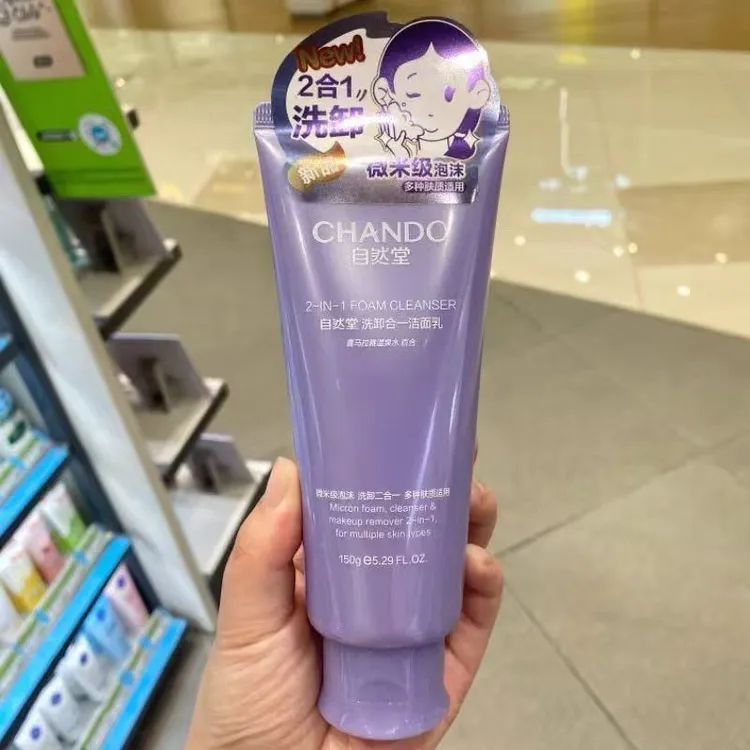 New!
2合1
洗卸
新品
微米级泡沫
多种肤质适用
CHANDO
自然堂
2-IN-1 FOAM CLEANSER
自然堂 洗卸合一洁面乳
喜马拉雅温泉水 百合
微米级泡沫 洗卸二合一 多种肤质适用
Micron foam, cleanser &
makeup remover 2-in-1,
for multiple skin types
150g e5.29 FL.OZ.